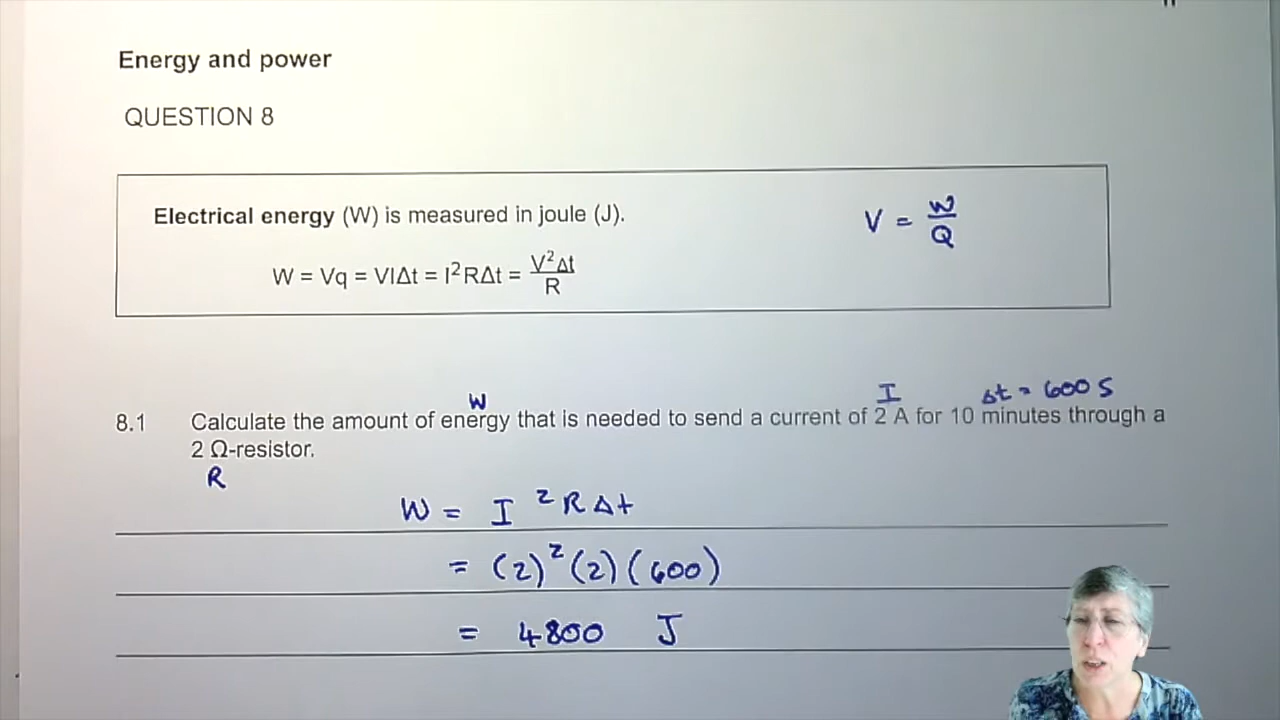 Energy and power
QUESTION 8
Electrical energy (W) is measured in joule (J).
V = W/Q
W = Vq = VIΔt = I²RΔt = V²Δt/R
W
I
Δt = 600 S
8.1 Calculate the amount of energy that is needed to send a current of 2 A for 10 minutes through a
2 Ω-resistor.
R
W = I²RΔt
= (2)²(2)(600)
= 4800 J